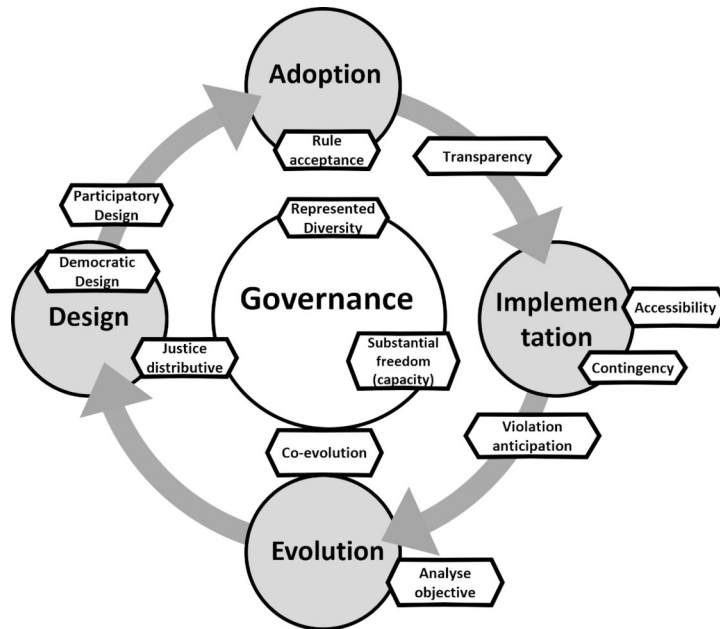 Adoption
Rule
acceptance
Transparency
Participatory
Design
Represented
Diversity
Democratic
Design
Design
Governance
Implemen
tation
Accessibility
Justice
distributive
Substantial
freedom
(capacity)
Contingency
Co-evolution
Violation
anticipation
Evolution
Analyse
objective